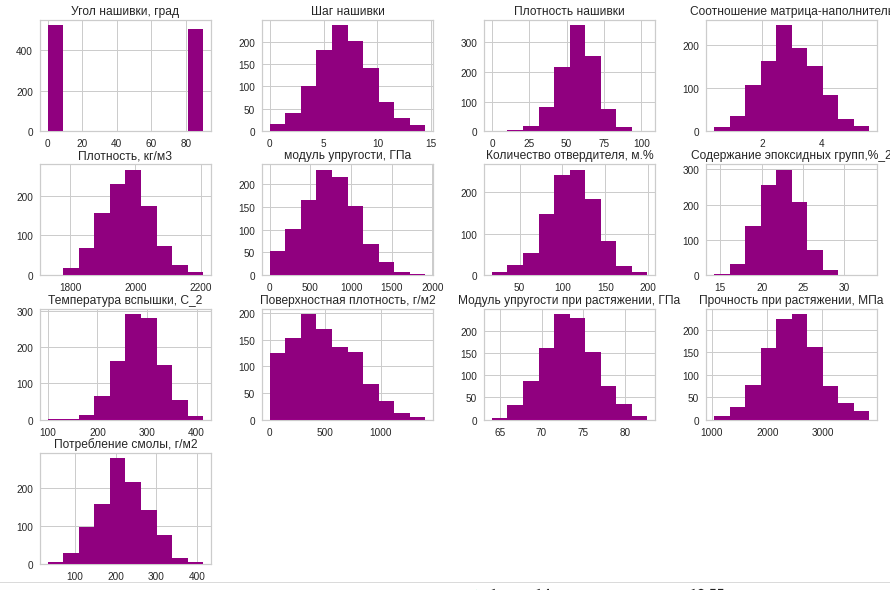 Угол нашивки, град
Шаг нашивки
Плотность нашивки
Соотношение матрица-наполнитель
400
200
0
0 20 40 60 80
200
150
100
50
0
0 5 10 15
300
200
100
0
0 25 50 75 100
200
100
0
2 4
Плотность, кг/м3
модуль упругости, ГПа
Количество отвердителя, м.%
Содержание эпоксидных групп,%_2
200
100
0
1800 2000 2200
200
150
100
50
0
0 500 1000 1500 2000
200
100
0
50 100 150 200
300
200
100
0
15 20 25 30
Температура вспышки, С_2
Поверхностная плотность, г/м2
Модуль упругости при растяжении, ГПа
Прочность при растяжении, МПа
300
200
100
0
100 200 300 400
200
150
100
50
0
0 500 1000
200
150
100
50
0
65 70 75 80
200
150
100
50
0
1000 2000 3000
Потребление смолы, г/м2
200
100
0
100 200 300 400